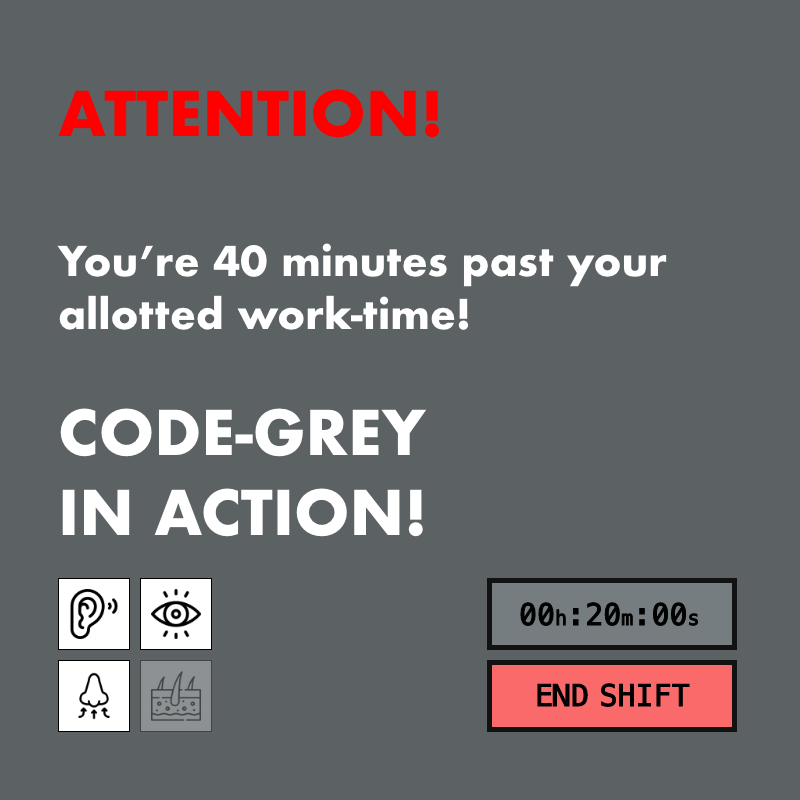 ATTENTION!
You’re 40 minutes past your
allotted work-time!
CODE-GREY
IN ACTION!
00h:20m:00s
END SHIFT